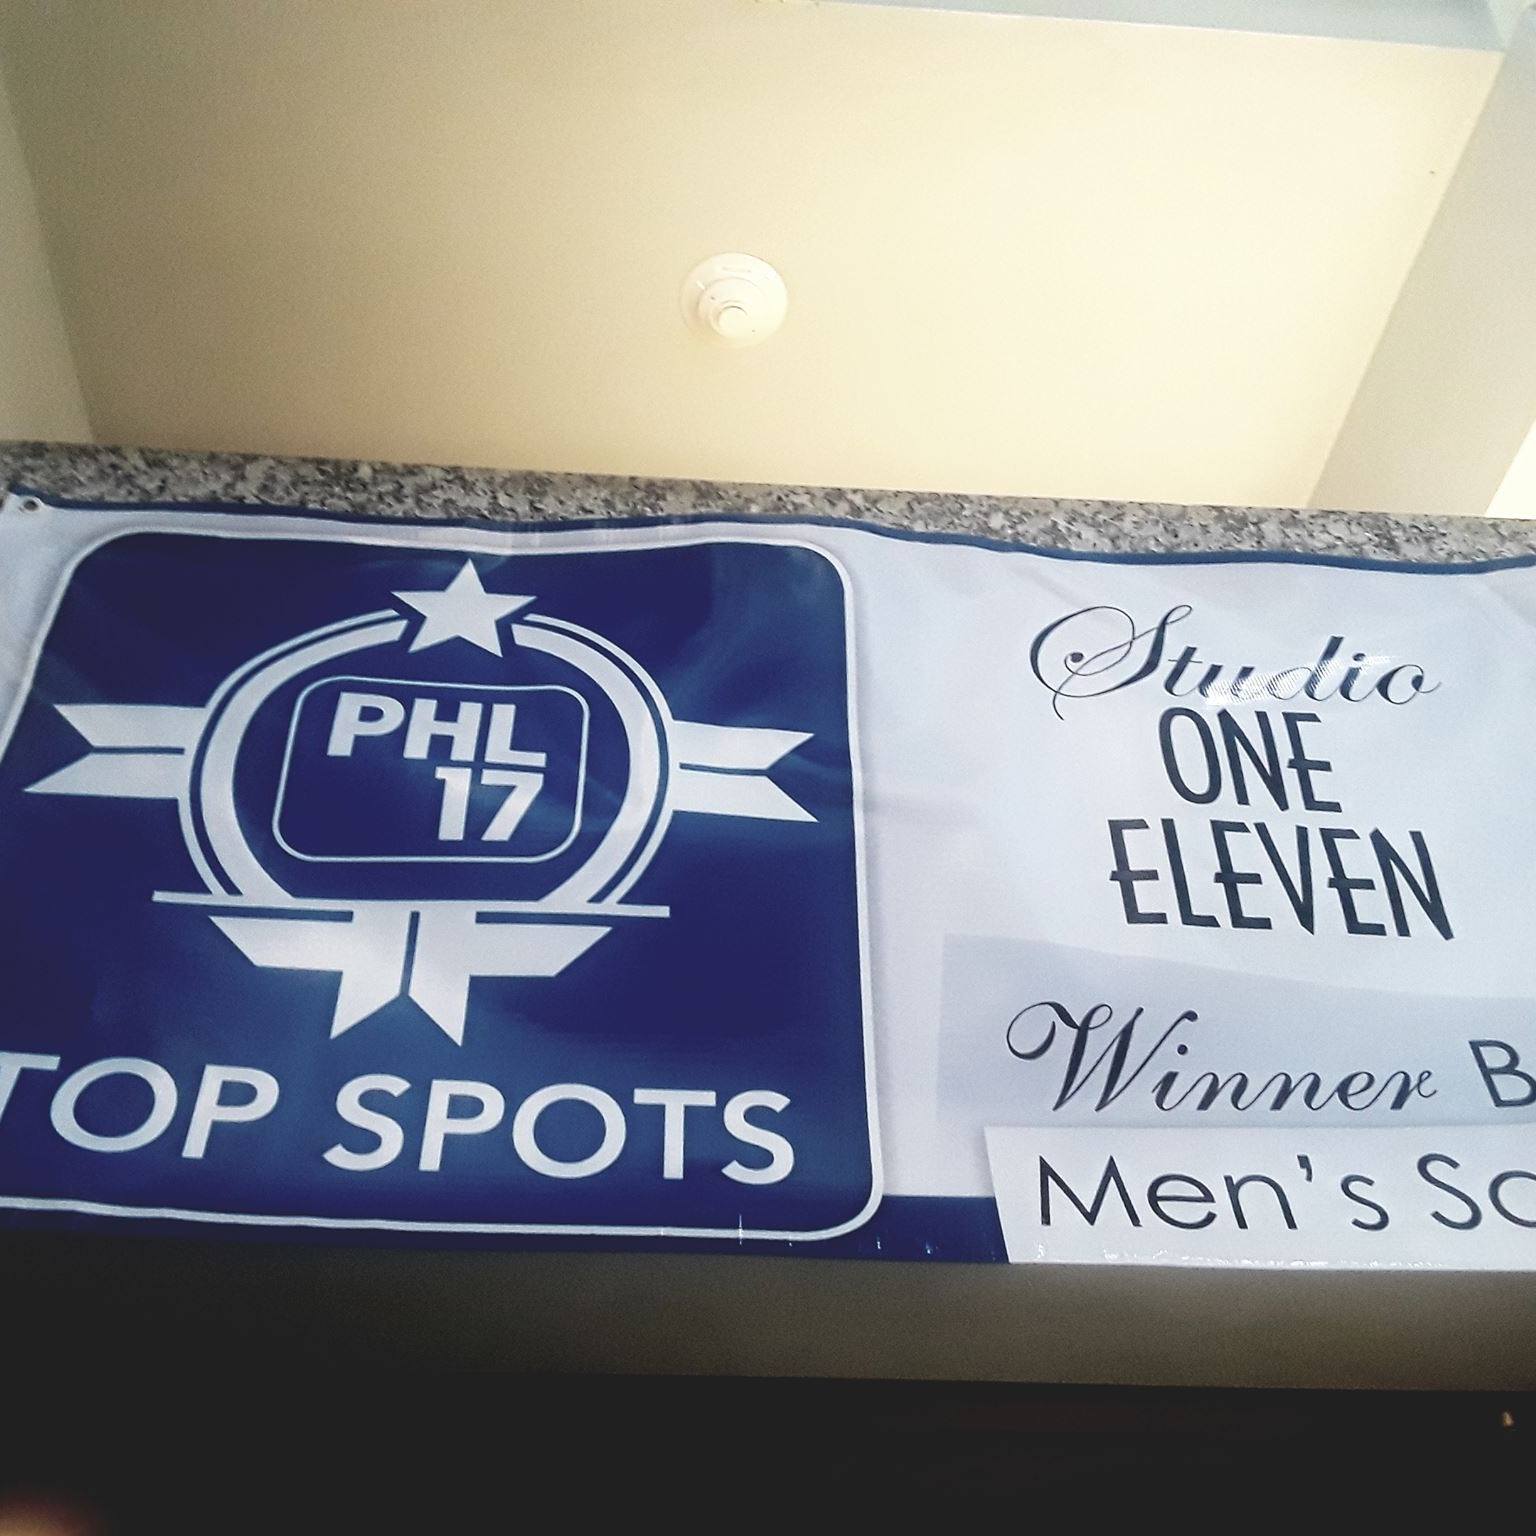 PHL
17
TOP SPOTS
Studio
ONE
ELEVEN
Winner
Men's